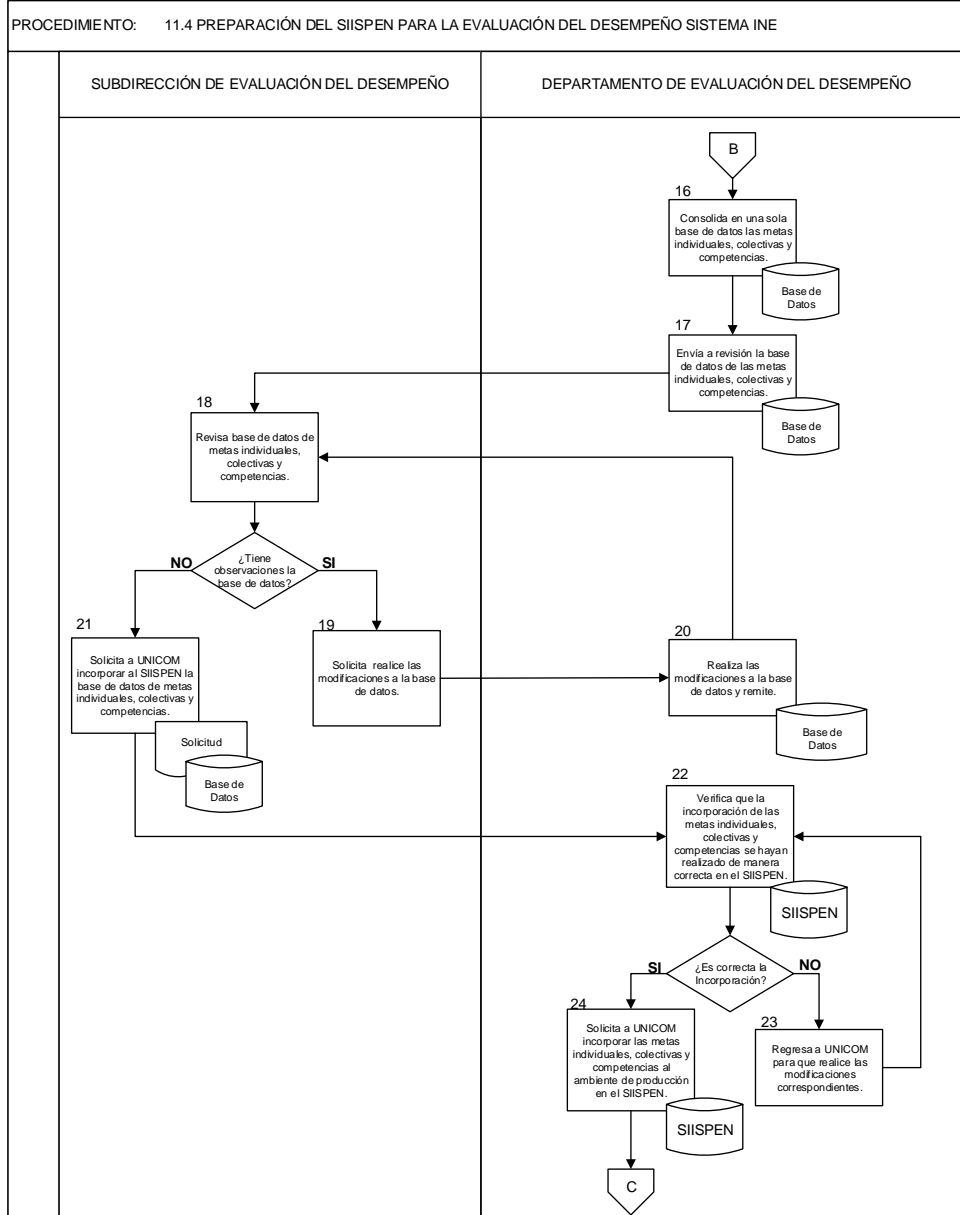 PROCEDIMIENTO: 11.4 PREPARACIÓN DEL SIISPEN PARA LA EVALUACIÓN DEL DESEMPEÑO SISTEMA INE
SUBDIRECCIÓN DE EVALUACIÓN DEL DESEMPEÑO
DEPARTAMENTO DE EVALUACIÓN DEL DESEMPEÑO
B
16
Consolida en una sola
base de datos las metas
individuales, colectivas y
competencias.
Base de
Datos
17
Envía a revisión la base
de datos de las metas
individuales, colectivas y
competencias.
Base de
Datos
18
Revisa base de datos de
metas individuales,
colectivas y
competencias.
¿Tiene
observaciones la
base de datos?
NO
SI
19
Solicita realice las
modificaciones a la base
de datos.
20
Realiza las
modificaciones a la base
de datos y remite.
Base de
Datos
21
Solicita a UNICOM
incorporar al SIISPEN la
base de datos de metas
individuales, colectivas y
competencias.
Solicitud
Base de
Datos
22
Verifica que la
incorporación de las
metas individuales,
colectivas y
competencias se hayan
realizado de manera
correcta en el SIISPEN.
SIISPEN
¿Es correcta la
Incorporación?
SI
NO
23
Regresa a UNICOM
para que realice las
modificaciones
correspondientes.
24
Solicita a UNICOM
incorporar las metas
individuales, colectivas y
competencias al
ambiente de producción
en el SIISPEN.
SIISPEN
C